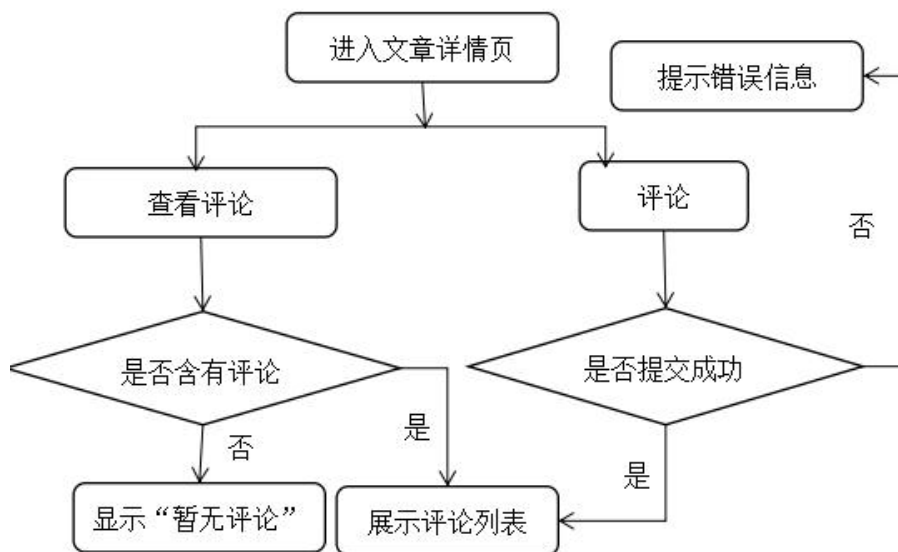 进入文章详情页
提示错误信息
查看评论
评论
否
是否含有评论
是否提交成功
否
是
是
显示“暂无评论”
展示评论列表